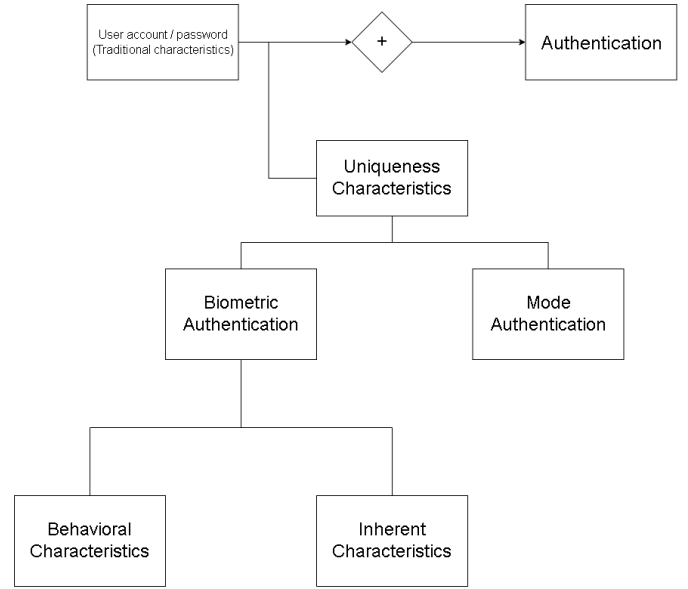 User account / password
(Traditional characteristics)
+
Authentication
Uniqueness
Characteristics
Biometric
Authentication
Mode
Authentication
Behavioral
Characteristics
Inherent
Characteristics